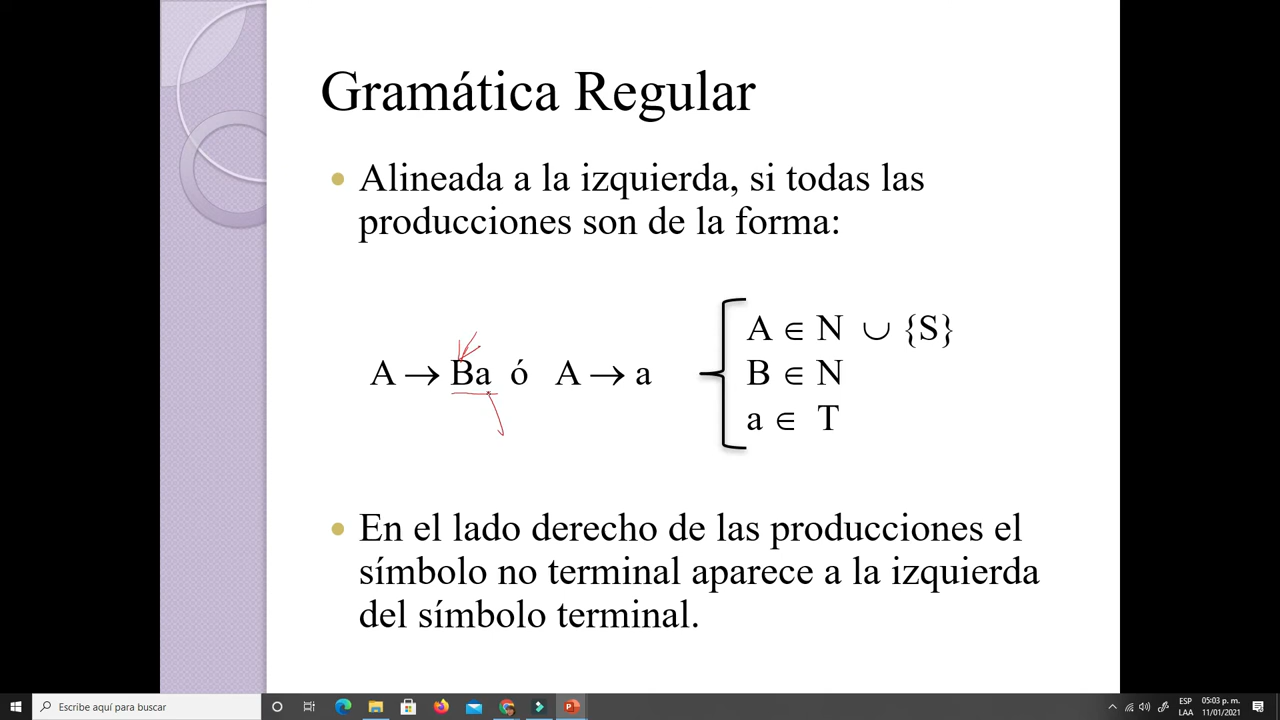 Gramática Regular
Alineada a la izquierda, si todas las
producciones son de la forma:
A → Ba ó A → a
A ∈ N ∪ {S}
B ∈ N
a ∈ T
En el lado derecho de las producciones el
símbolo no terminal aparece a la izquierda
del símbolo terminal.
Escribe aquí para buscar
ESP 05:03 p. m.
LAA 11/01/2021